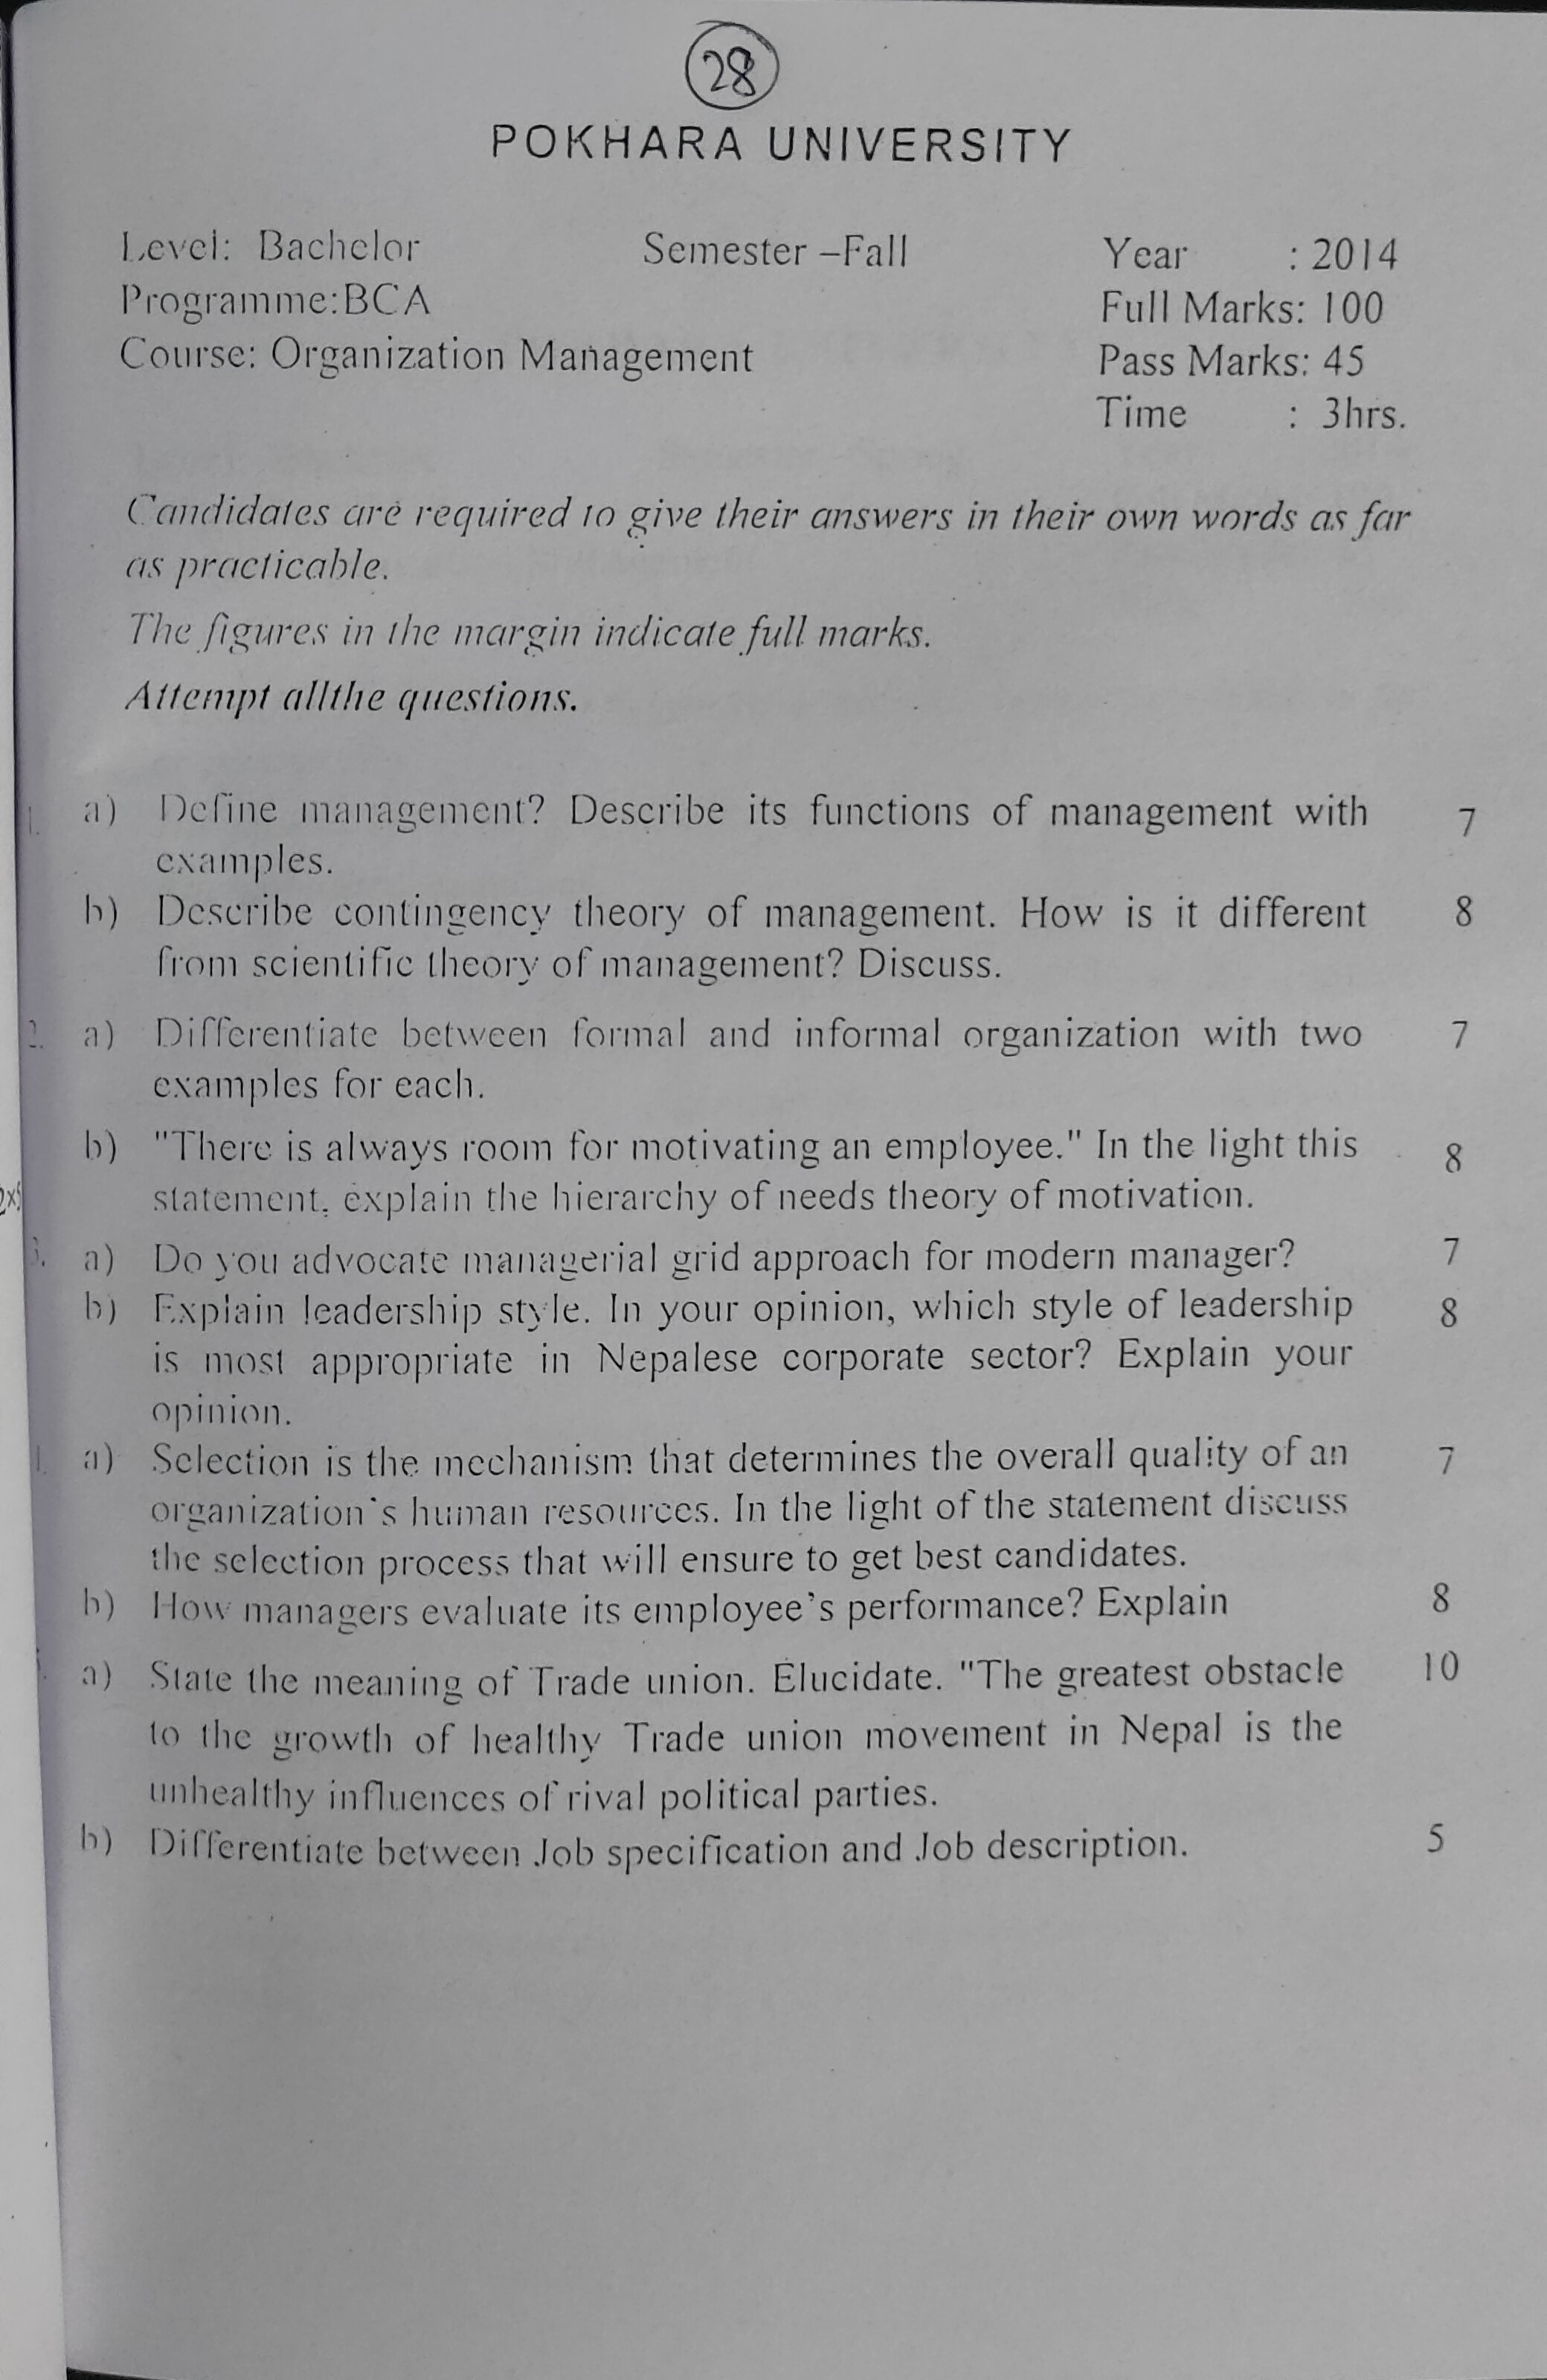 28
POKHARA UNIVERSITY
Level: Bachelor Semester –Fall Year : 2014
Programme:BCA Full Marks: 100
Course: Organization Management Pass Marks: 45
Time : 3hrs.
Candidates are required to give their answers in their own words as far
as practicable.
The figures in the margin indicate full marks.
Attempt allthe questions.
1. a) Define management? Describe its functions of management with 7
examples.
b) Describe contingency theory of management. How is it different 8
from scientific theory of management? Discuss.
2. a) Differentiate between formal and informal organization with two 7
examples for each.
b) "There is always room for motivating an employee." In the light this 8
statement, explain the hierarchy of needs theory of motivation.
3. a) Do you advocate managerial grid approach for modern manager? 7
b) Explain leadership style. In your opinion, which style of leadership 8
is most appropriate in Nepalese corporate sector? Explain your
opinion.
a) Selection is the mechanism that determines the overall quality of an 7
organization's human resources. In the light of the statement discuss
the selection process that will ensure to get best candidates.
b) How managers evaluate its employee's performance? Explain 8
a) State the meaning of Trade union. Elucidate. "The greatest obstacle 10
to the growth of healthy Trade union movement in Nepal is the
unhealthy influences of rival political parties.
b) Differentiate between Job specification and Job description. 5